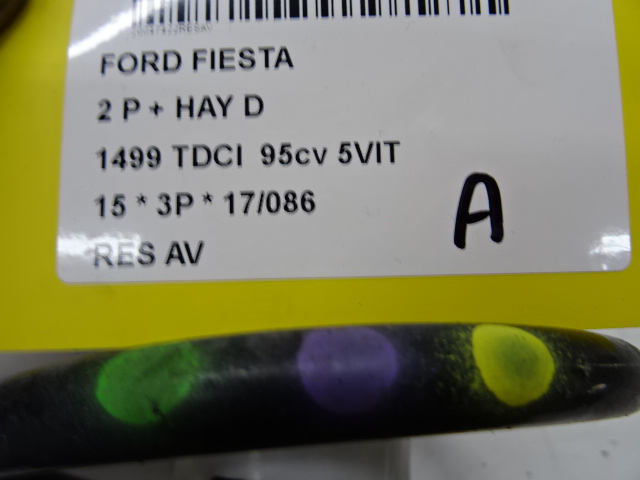 FORD FIESTA
2 P + HAY D
1499 TDCI 95cv 5VIT
15 * 3P * 17/086
RES AV
A